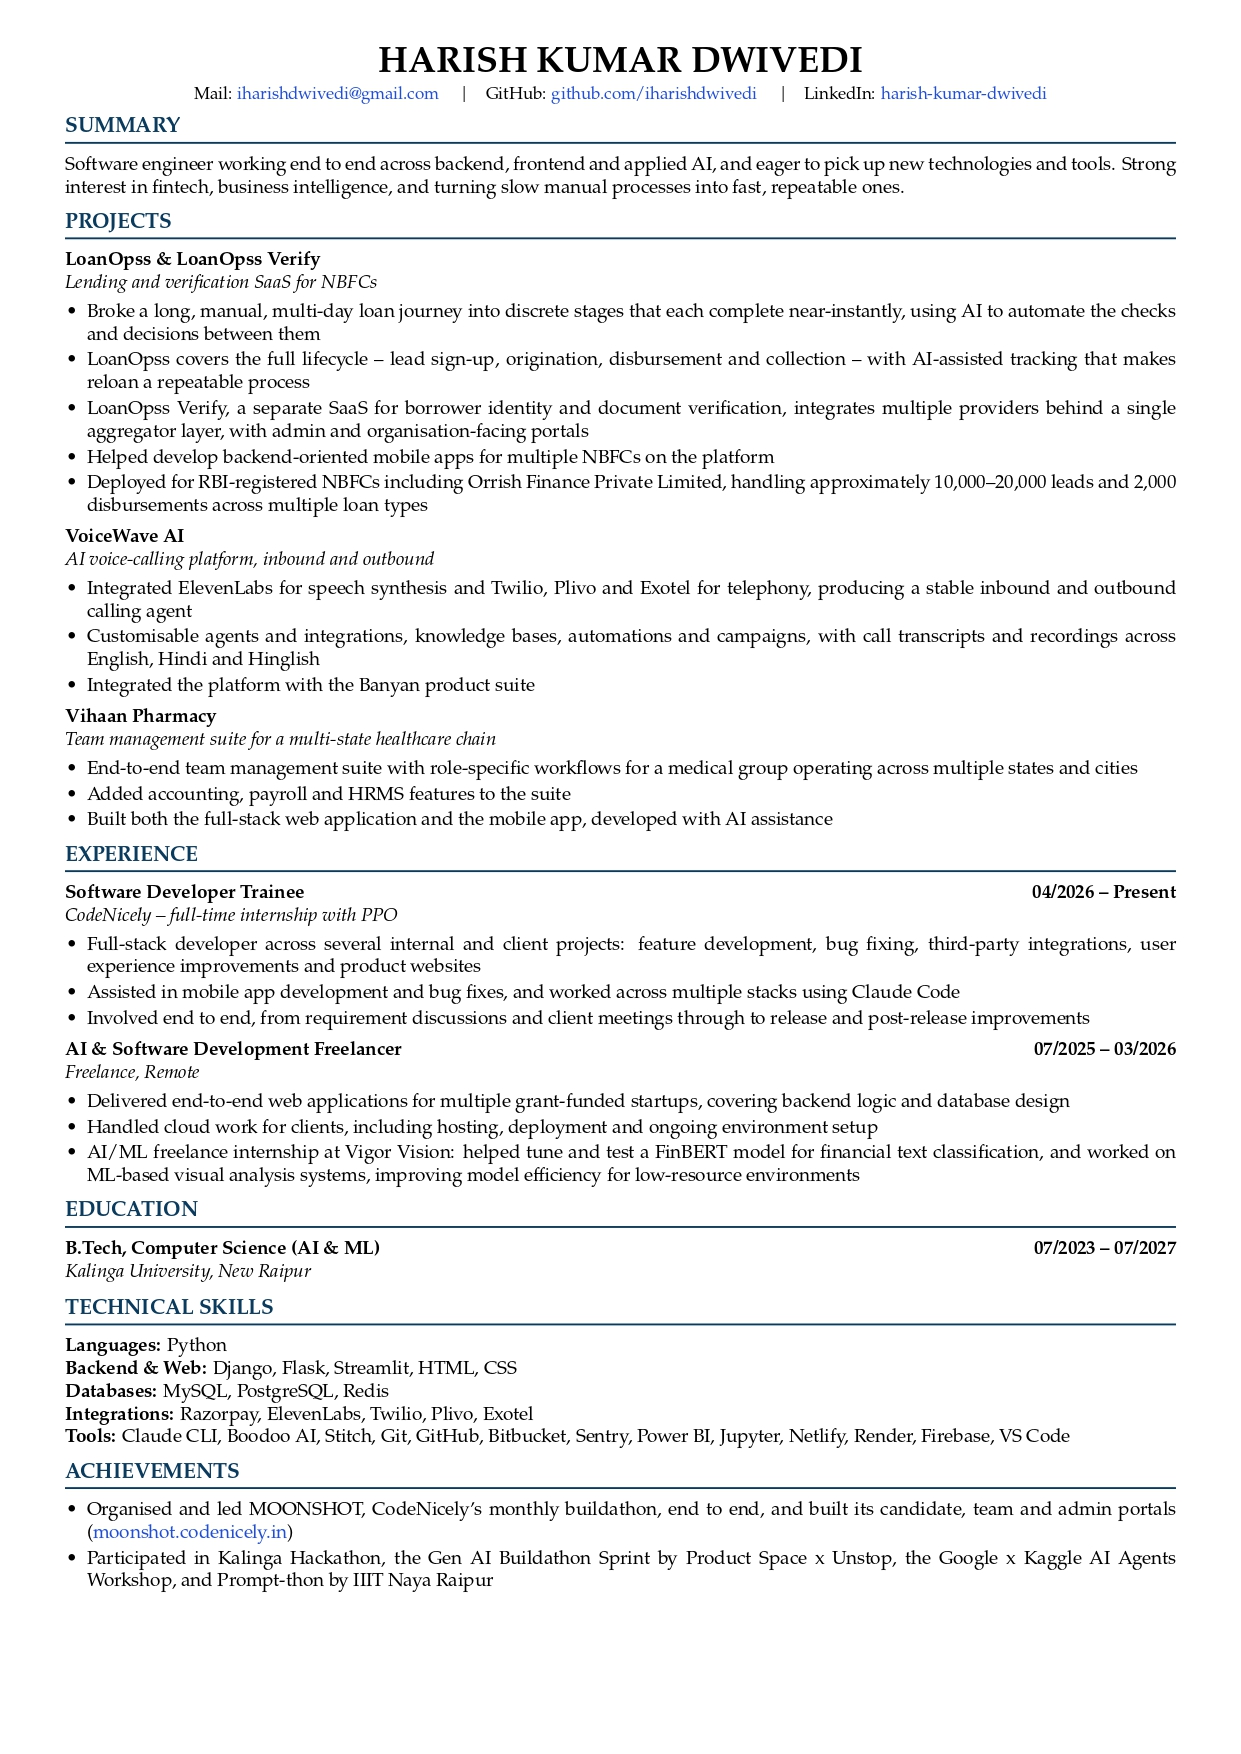 HARISH KUMAR DWIVEDI
Mail: iharishdwivedi@gmail.com | GitHub: github.com/iharishdwivedi | LinkedIn: harish-kumar-dwivedi
SUMMARY
Software engineer working end to end across backend, frontend and applied AI, and eager to pick up new technologies and tools. Strong
interest in fintech, business intelligence, and turning slow manual processes into fast, repeatable ones.
PROJECTS
LoanOpss & LoanOpss Verify
Lending and verification SaaS for NBFCs
• Broke a long, manual, multi-day loan journey into discrete stages that each complete near-instantly, using AI to automate the checks
and decisions between them
• LoanOpss covers the full lifecycle – lead sign-up, origination, disbursement and collection – with AI-assisted tracking that makes
reloan a repeatable process
• LoanOpss Verify, a separate SaaS for borrower identity and document verification, integrates multiple providers behind a single
aggregator layer, with admin and organisation-facing portals
• Helped develop backend-oriented mobile apps for multiple NBFCs on the platform
• Deployed for RBI-registered NBFCs including Orrish Finance Private Limited, handling approximately 10,000–20,000 leads and 2,000
disbursements across multiple loan types
VoiceWave AI
AI voice-calling platform, inbound and outbound
• Integrated ElevenLabs for speech synthesis and Twilio, Plivo and Exotel for telephony, producing a stable inbound and outbound
calling agent
• Customisable agents and integrations, knowledge bases, automations and campaigns, with call transcripts and recordings across
English, Hindi and Hinglish
• Integrated the platform with the Banyan product suite
Vihaan Pharmacy
Team management suite for a multi-state healthcare chain
• End-to-end team management suite with role-specific workflows for a medical group operating across multiple states and cities
• Added accounting, payroll and HRMS features to the suite
• Built both the full-stack web application and the mobile app, developed with AI assistance
EXPERIENCE
Software Developer Trainee 04/2026 – Present
CodeNicely – full-time internship with PPO
• Full-stack developer across several internal and client projects: feature development, bug fixing, third-party integrations, user
experience improvements and product websites
• Assisted in mobile app development and bug fixes, and worked across multiple stacks using Claude Code
• Involved end to end, from requirement discussions and client meetings through to release and post-release improvements
AI & Software Development Freelancer 07/2025 – 03/2026
Freelance, Remote
• Delivered end-to-end web applications for multiple grant-funded startups, covering backend logic and database design
• Handled cloud work for clients, including hosting, deployment and ongoing environment setup
• AI/ML freelance internship at Vigor Vision: helped tune and test a FinBERT model for financial text classification, and worked on
ML-based visual analysis systems, improving model efficiency for low-resource environments
EDUCATION
B.Tech, Computer Science (AI & ML) 07/2023 – 07/2027
Kalinga University, New Raipur
TECHNICAL SKILLS
Languages: Python
Backend & Web: Django, Flask, Streamlit, HTML, CSS
Databases: MySQL, PostgreSQL, Redis
Integrations: Razorpay, ElevenLabs, Twilio, Plivo, Exotel
Tools: Claude CLI, Boodoo AI, Stitch, Git, GitHub, Bitbucket, Sentry, Power BI, Jupyter, Netlify, Render, Firebase, VS Code
ACHIEVEMENTS
• Organised and led MOONSHOT, CodeNicely’s monthly buildathon, end to end, and built its candidate, team and admin portals
(moonshot.codenicely.in)
• Participated in Kalinga Hackathon, the Gen AI Buildathon Sprint by Product Space x Unstop, the Google x Kaggle AI Agents
Workshop, and Prompt-thon by IIIT Naya Raipur